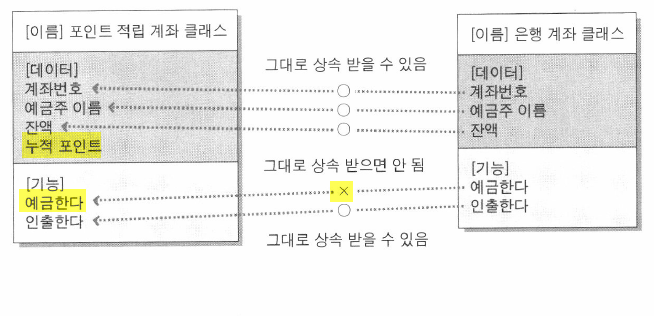 [이름] 포인트 적립 계좌 클래스
[데이터]
계좌번호
예금주 이름
잔액
누적 포인트
[기능]
예금한다
인출한다
그대로 상속 받을 수 있음
○
○
○
그대로 상속 받으면 안 됨
×
○
그대로 상속 받을 수 있음
[이름] 은행 계좌 클래스
[데이터]
계좌번호
예금주 이름
잔액
[기능]
예금한다
인출한다